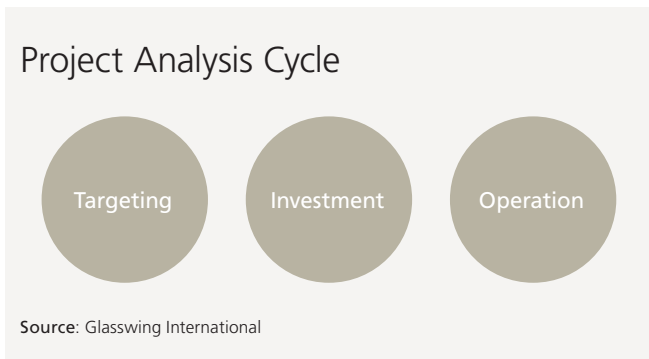 Project Analysis Cycle
Targeting
Investment
Operation
Source: Glasswing International